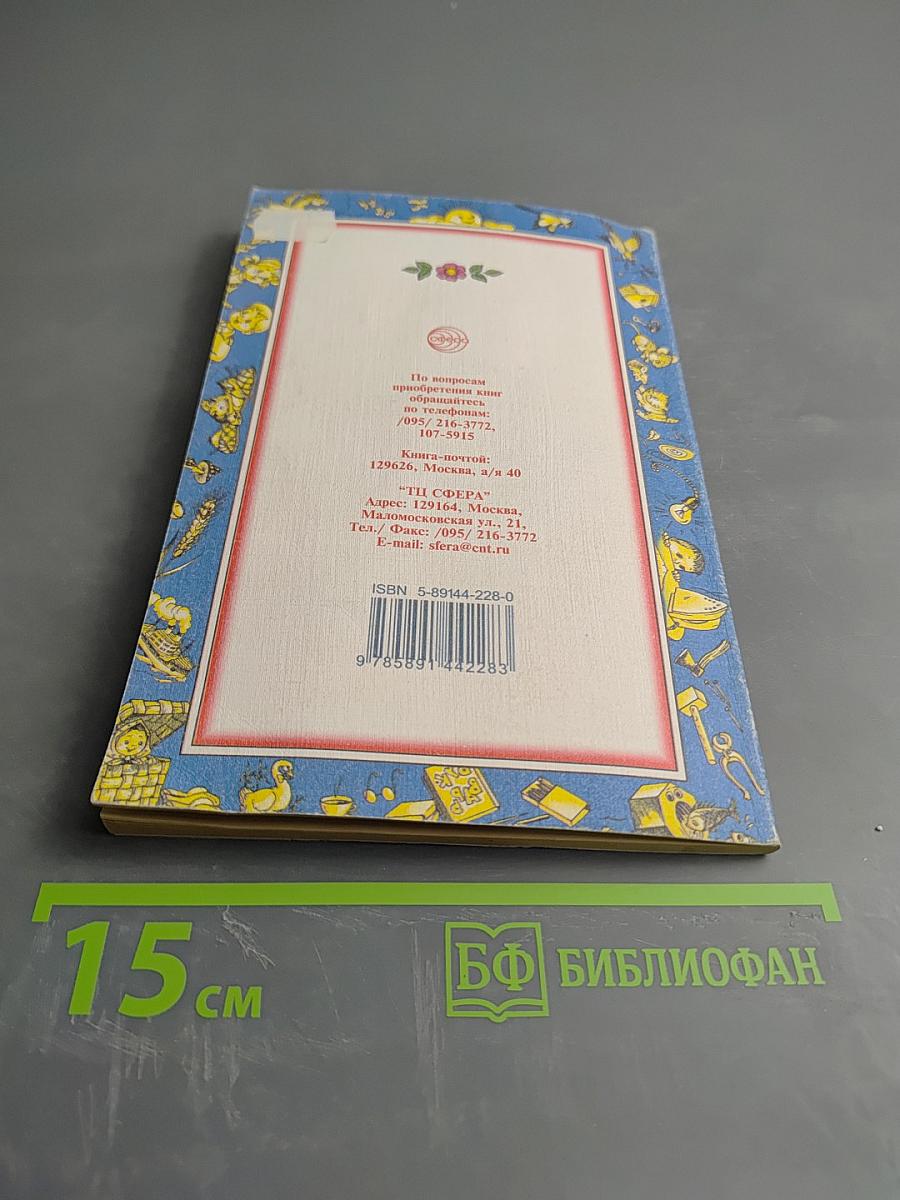 СФЕРА
По вопросам
приобретения книг
обращайтесь
по телефонам:
/095/ 216-3772,
107-5915
Книга-почтой:
129626, Москва, а/я 40
"ТЦ СФЕРА"
Адрес: 129164, Москва,
Маломосковская ул., 21,
Тел./ Факс: /095/ 216-3772
E-mail: sfera@cnt.ru
ISBN 5-89144-228-0
9 785891 442283
15 см
БФ БИБЛИОФАН